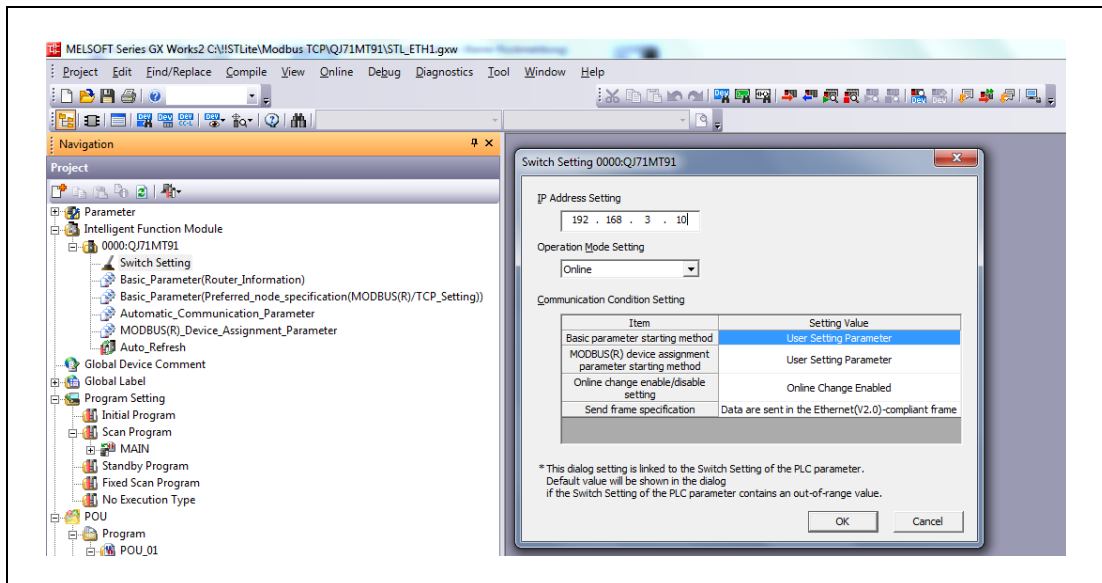 MELSOFT Series GX Works2 C:\!!STLite\Modbus TCP\QJ71MT91\STL_ETH1.gxw
Project Edit Find/Replace Compile View Online Debug Diagnostics Tool Window Help
Navigation
Project
Parameter
Intelligent Function Module
0000:QJ71MT91
Switch Setting
Basic_Parameter(Router_Information)
Basic_Parameter(Preferred_node_specification(MODBUS(R)/TCP_Setting))
Automatic_Communication_Parameter
MODBUS(R)_Device_Assignment_Parameter
Auto_Refresh
Global Device Comment
Global Label
Program Setting
Initial Program
Scan Program
MAIN
Standby Program
Fixed Scan Program
No Execution Type
POU
Program
POU_01
Switch Setting 0000:QJ71MT91
IP Address Setting
192 . 168 . 3 . 10
Operation Mode Setting
Online
Communication Condition Setting
Item Setting Value
Basic parameter starting method User Setting Parameter
MODBUS(R) device assignment
parameter starting method User Setting Parameter
Online change enable/disable
setting Online Change Enabled
Send frame specification Data are sent in the Ethernet(V2.0)-compliant frame
* This dialog setting is linked to the Switch Setting of the PLC parameter.
Default value will be shown in the dialog
if the Switch Setting of the PLC parameter contains an out-of-range value.
OK Cancel